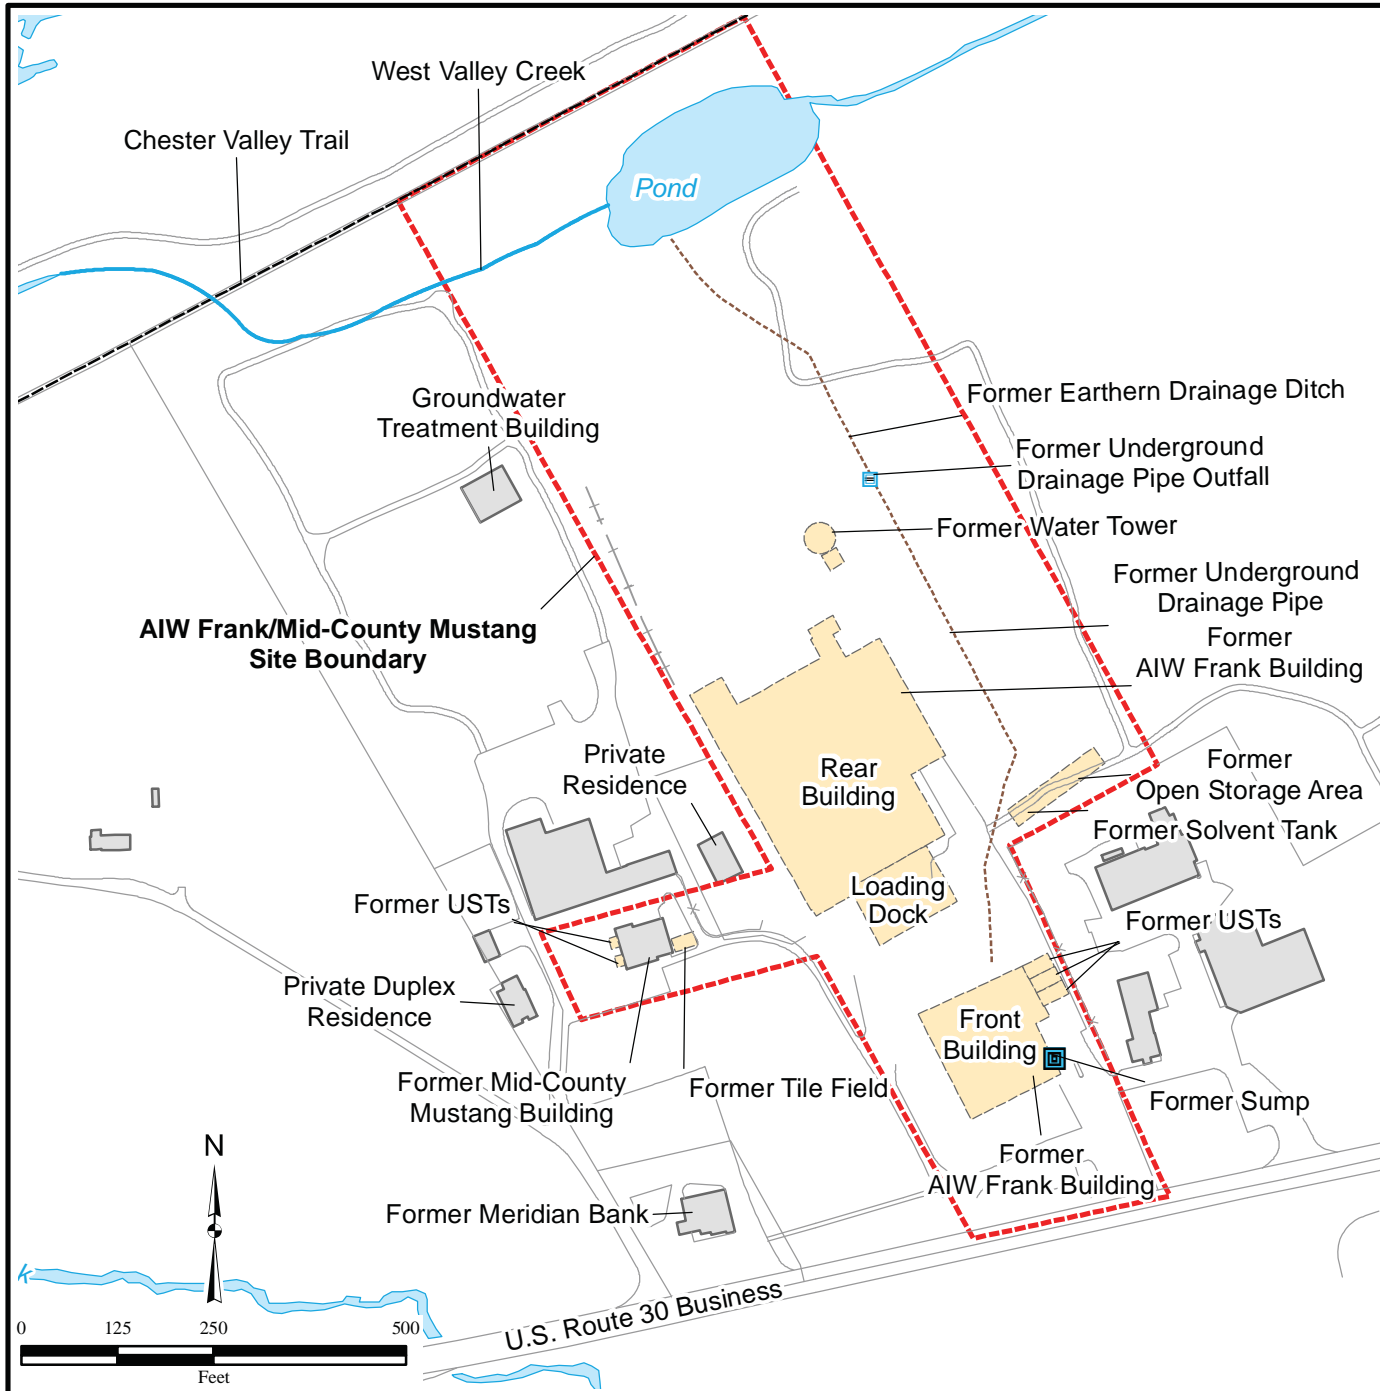 West Valley Creek
Chester Valley Trail
Pond
Groundwater
Treatment Building
Former Earthern Drainage Ditch
Former Underground
Drainage Pipe Outfall
Former Water Tower
Former Underground
Drainage Pipe
AIW Frank/Mid-County Mustang
Site Boundary
Former
AIW Frank Building
Private
Residence
Rear
Building
Former
Open Storage Area
Former Solvent Tank
Loading
Dock
Former USTs
Former USTs
Private Duplex
Residence
Front
Building
Former Mid-County
Mustang Building
Former Tile Field
Former Sump
Former
AIW Frank Building
N
Former Meridian Bank
k
U.S. Route 30 Business
0 125 250 500
Feet